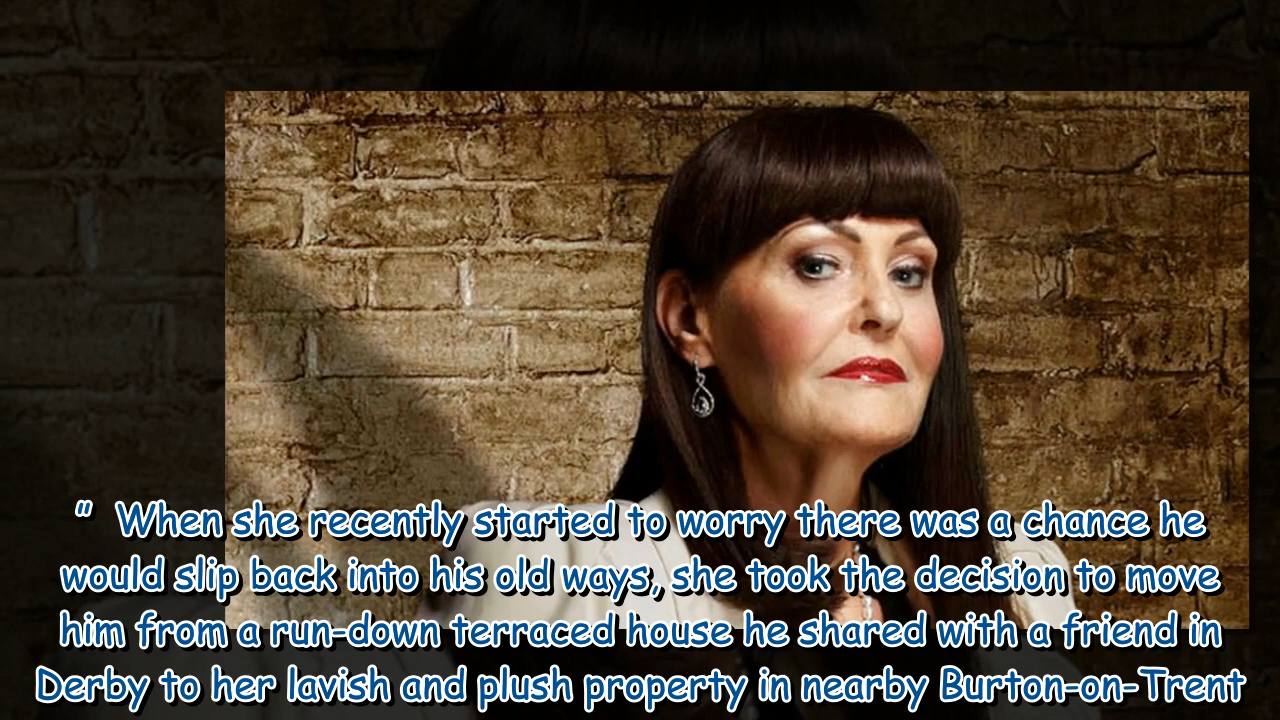 ” When she recently started to worry there was a chance he
would slip back into his old ways, she took the decision to move
him from a run-down terraced house he shared with a friend in
Derby to her lavish and plush property in nearby Burton-on-Trent